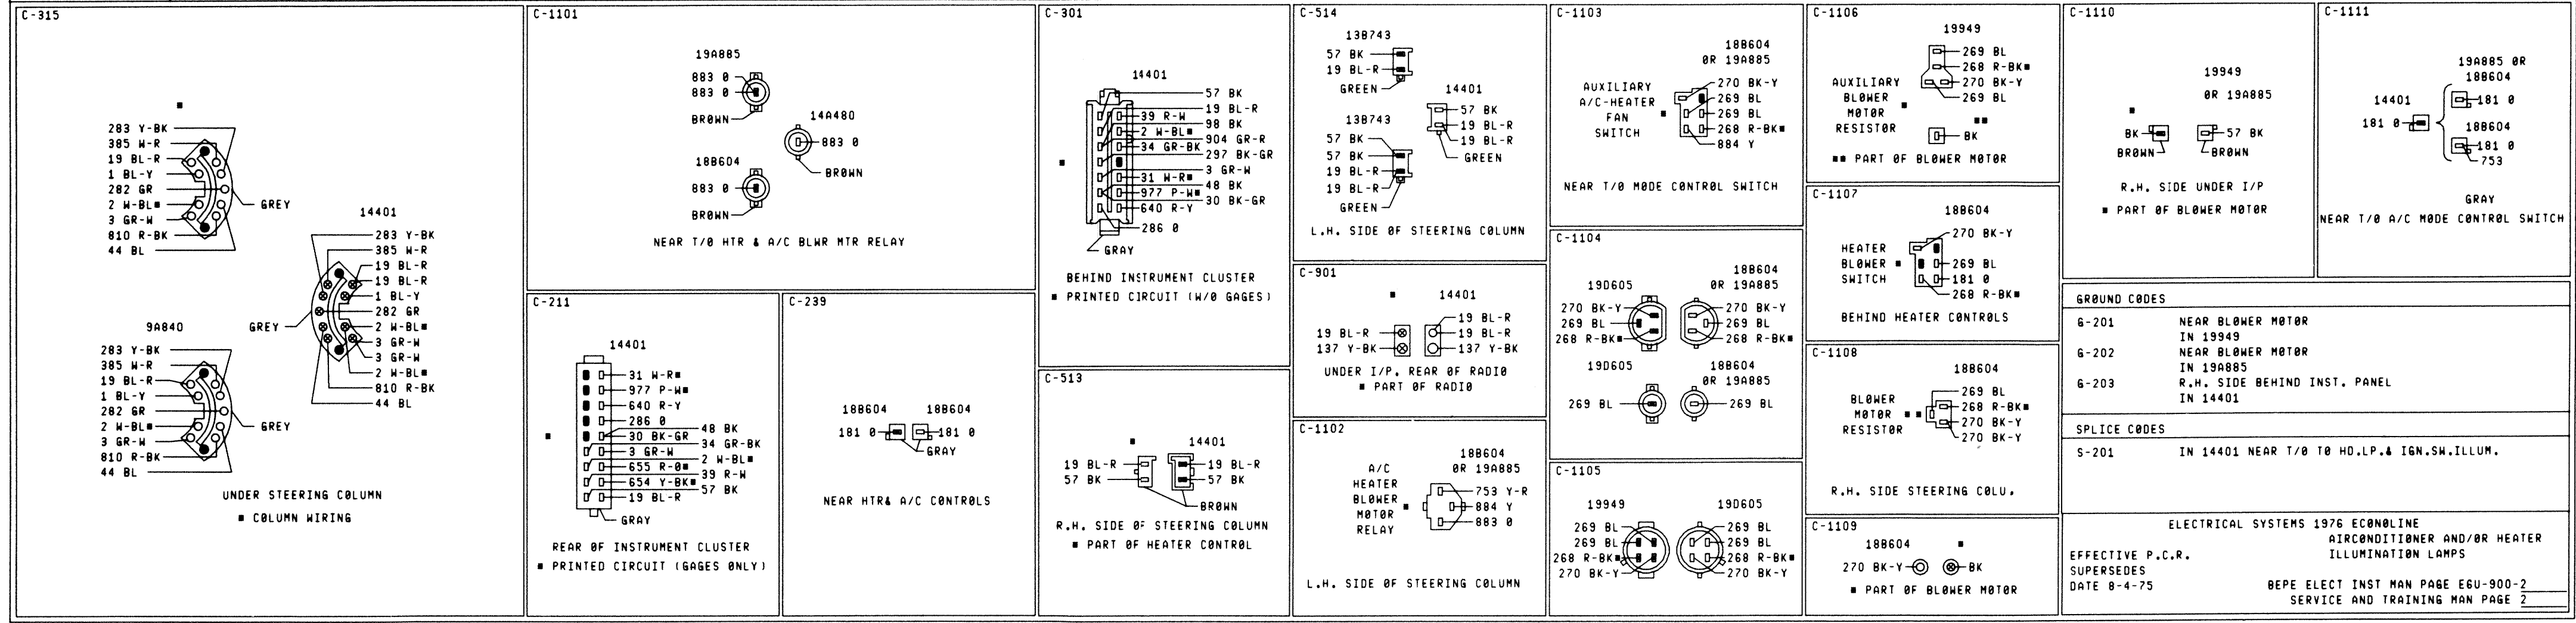 C-315
■
283 Y-BK
385 W-R
19 BL-R
1 BL-Y
282 GR
2 W-BL■
3 GR-W
810 R-BK
44 BL
GREY
14401
283 Y-BK
385 W-R
19 BL-R
19 BL-R
1 BL-Y
282 GR
2 W-BL■
3 GR-W
3 GR-W
2 W-BL■
810 R-BK
44 BL
GREY
9A840
283 Y-BK
385 W-R
19 BL-R
1 BL-Y
282 GR
2 W-BL■
3 GR-W
810 R-BK
44 BL
GREY
UNDER STEERING COLUMN
■ COLUMN WIRING
C-1101
19A885
883 0
883 0
BROWN
14A480
883 0
BROWN
18B604
883 0
BROWN
NEAR T/0 HTR & A/C BLWR MTR RELAY
C-211
14401
■
31 W-R■
977 P-W■
640 R-Y
286 0
48 BK
30 BK-GR
34 GR-BK
3 GR-W
2 W-BL■
655 R-0■
39 R-W
654 Y-BK■
57 BK
19 BL-R
GRAY
REAR OF INSTRUMENT CLUSTER
■ PRINTED CIRCUIT (GAGES ONLY)
C-239
18B604 18B604
181 0 181 0
GRAY
NEAR HTR& A/C CONTROLS
C-301
14401
■
57 BK
19 BL-R
39 R-W
98 BK
2 W-BL■
904 GR-R
34 GR-BK
297 BK-GR
3 GR-W
31 W-R■
48 BK
977 P-W■
30 BK-GR
640 R-Y
286 0
GRAY
BEHIND INSTRUMENT CLUSTER
■ PRINTED CIRCUIT (W/O GAGES)
C-513
■ 14401
19 BL-R 19 BL-R
57 BK 57 BK
BROWN
R.H. SIDE OF STEERING COLUMN
■ PART OF HEATER CONTROL
C-514
13B743
57 BK
19 BL-R
GREEN
14401
57 BK
19 BL-R
19 BL-R
GREEN
13B743
57 BK
57 BK
19 BL-R
19 BL-R
GREEN
L.H. SIDE OF STEERING COLUMN
C-901
■ 14401
19 BL-R
19 BL-R 19 BL-R
137 Y-BK 137 Y-BK
UNDER I/P. REAR OF RADIO
■ PART OF RADIO
C-1102
18B604
OR 19A885
A/C
HEATER
BLOWER
MOTOR
RELAY
■
753 Y-R
884 Y
883 0
L.H. SIDE OF STEERING COLUMN
C-1103
18B604
OR 19A885
AUXILIARY
A/C-HEATER
FAN
SWITCH
■
270 BK-Y
269 BL
269 BL
268 R-BK■
884 Y
NEAR T/O MODE CONTROL SWITCH
C-1104
19D605
270 BK-Y
269 BL
268 R-BK■
18B604
OR 19A885
270 BK-Y
269 BL
268 R-BK■
19D605
269 BL
18B604
OR 19A885
269 BL
C-1105
19949
269 BL
269 BL
268 R-BK■
270 BK-Y
19D605
269 BL
269 BL
268 R-BK■
270 BK-Y
C-1106
19949
AUXILIARY
BLOWER
MOTOR
RESISTOR
■
269 BL
268 R-BK■
270 BK-Y
269 BL
■■
BK
■■ PART OF BLOWER MOTOR
C-1107
18B604
HEATER
BLOWER
SWITCH
■
270 BK-Y
269 BL
181 0
268 R-BK■
BEHIND HEATER CONTROLS
C-1108
18B604
BLOWER
MOTOR
RESISTOR
■ ■
269 BL
268 R-BK■
270 BK-Y
270 BK-Y
R.H. SIDE STEERING COLU.
C-1109
18B604 ■
270 BK-Y BK
■ PART OF BLOWER MOTOR
C-1110
19949
OR 19A885
■
BK 57 BK
BROWN BROWN
R.H. SIDE UNDER I/P
■ PART OF BLOWER MOTOR
C-1111
19A885 OR
18B604
14401
181 0
181 0
18B604
181 0
753
GRAY
NEAR T/O A/C MODE CONTROL SWITCH
GROUND CODES
G-201 NEAR BLOWER MOTOR
IN 19949
G-202 NEAR BLOWER MOTOR
IN 19A885
G-203 R.H. SIDE BEHIND INST. PANEL
IN 14401
SPLICE CODES
S-201 IN 14401 NEAR T/O TO HD.LP.& IGN.SW.ILLUM.
ELECTRICAL SYSTEMS 1976 ECONOLINE
AIRCONDITIONER AND/OR HEATER
ILLUMINATION LAMPS
EFFECTIVE P.C.R.
SUPERSEDES
DATE 8-4-75
BEPE ELECT INST MAN PAGE E6U-900-2
SERVICE AND TRAINING MAN PAGE 2